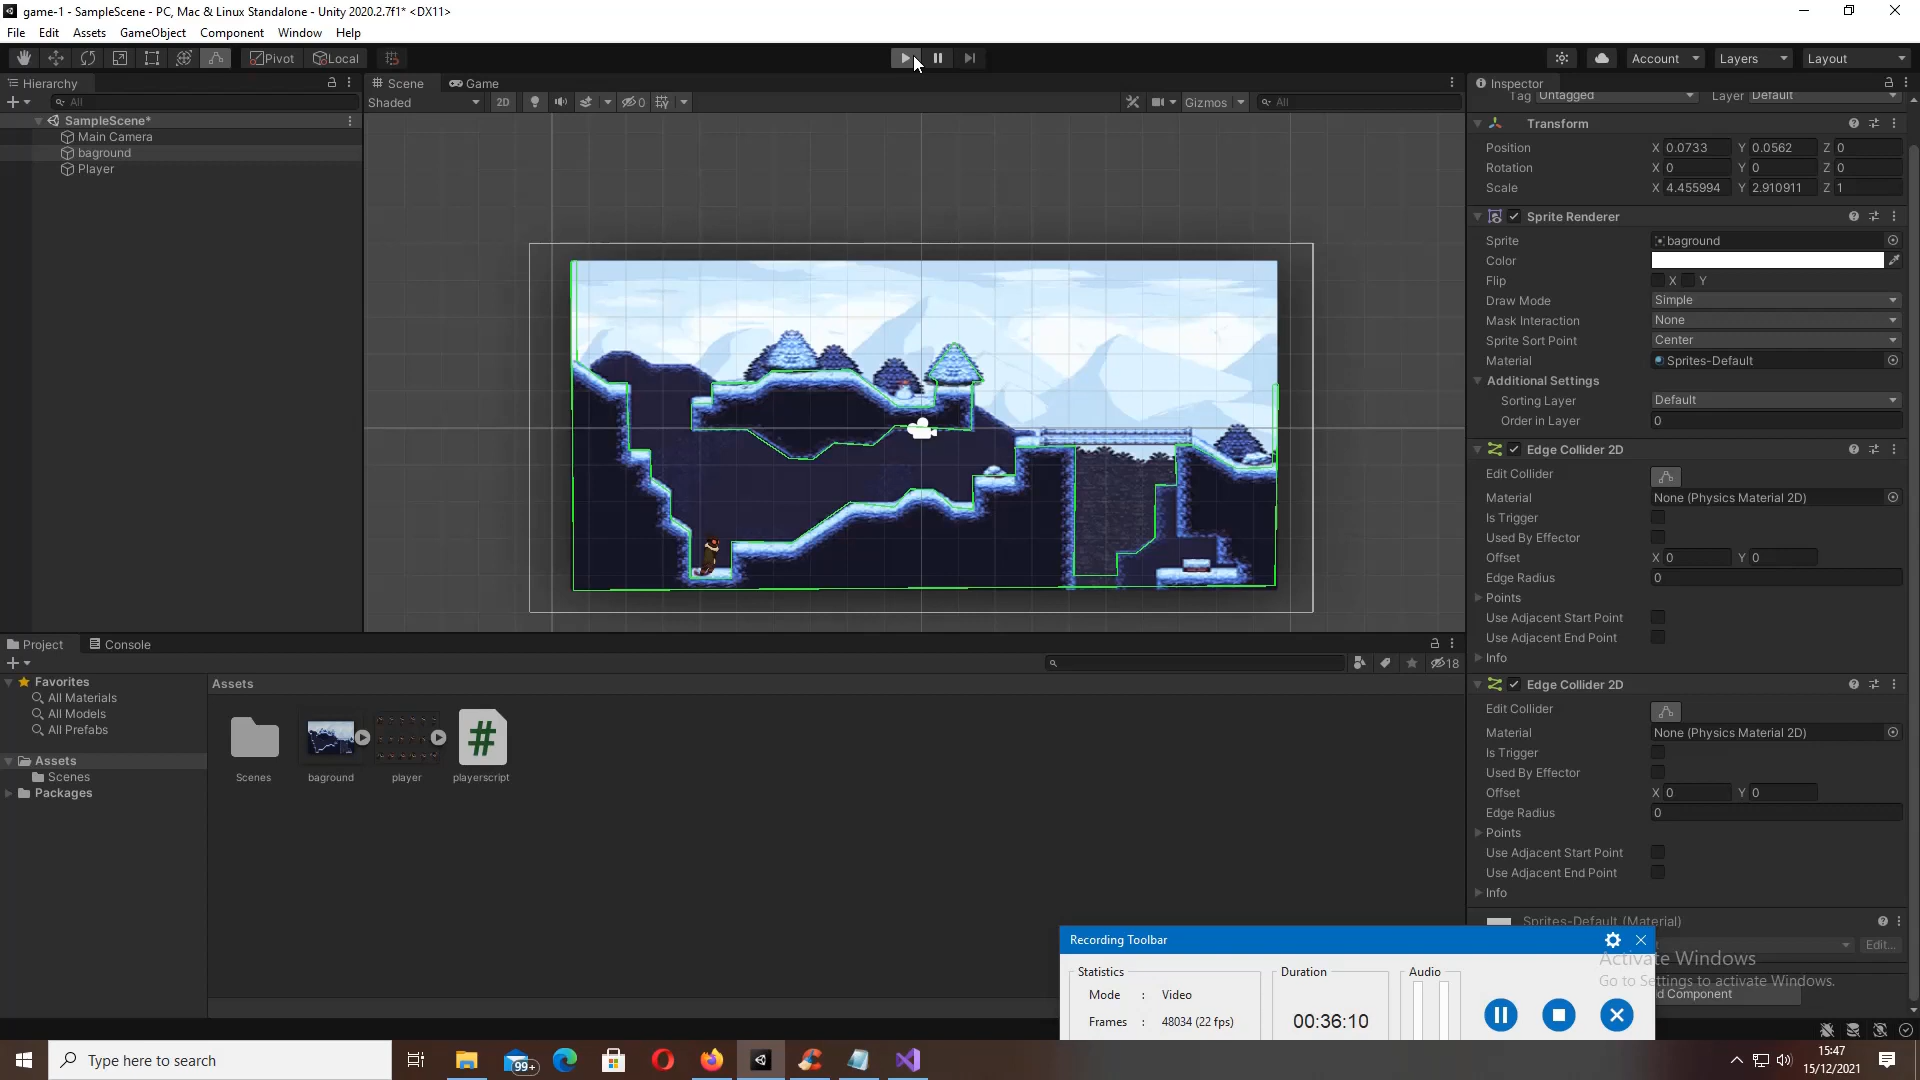 game-1 - SampleScene - PC, Mac & Linux Standalone - Unity 2020.2.7f1* <DX11>
File Edit Assets GameObject Component Window Help
Pivot Local Account Layers Layout
Hierarchy
All
SampleScene*
Main Camera
baground
Player
Scene Game
Shaded 2D 0 Gizmos All
Inspector
Tag Untagged Layer Default
Transform
Position X 0.0733 Y 0.0562 Z 0
Rotation X 0 Y 0 Z 0
Scale X 4.455994 Y 2.910911 Z 1
Sprite Renderer
Sprite baground
Color
Flip X Y
Draw Mode Simple
Mask Interaction None
Sprite Sort Point Center
Material Sprites-Default
Additional Settings
Sorting Layer Default
Order in Layer 0
Edge Collider 2D
Edit Collider
Material None (Physics Material 2D)
Is Trigger
Used By Effector
Offset X 0 Y 0
Edge Radius 0
Points
Use Adjacent Start Point
Use Adjacent End Point
Info
Edge Collider 2D
Edit Collider
Material None (Physics Material 2D)
Is Trigger
Used By Effector
Offset X 0 Y 0
Edge Radius 0
Points
Use Adjacent Start Point
Use Adjacent End Point
Info
Sprites-Default (Material)
Edit...
d Component
Project Console
18
Favorites
All Materials
All Models
All Prefabs
Assets
Scenes
Packages
Assets
Scenes baground player playerscript
Recording Toolbar
Statistics Duration Audio
Mode : Video
Frames : 48034 (22 fps)
00:36:10
Activate Windows
Go to Settings to activate Windows.
Type here to search
99+
15:47
15/12/2021